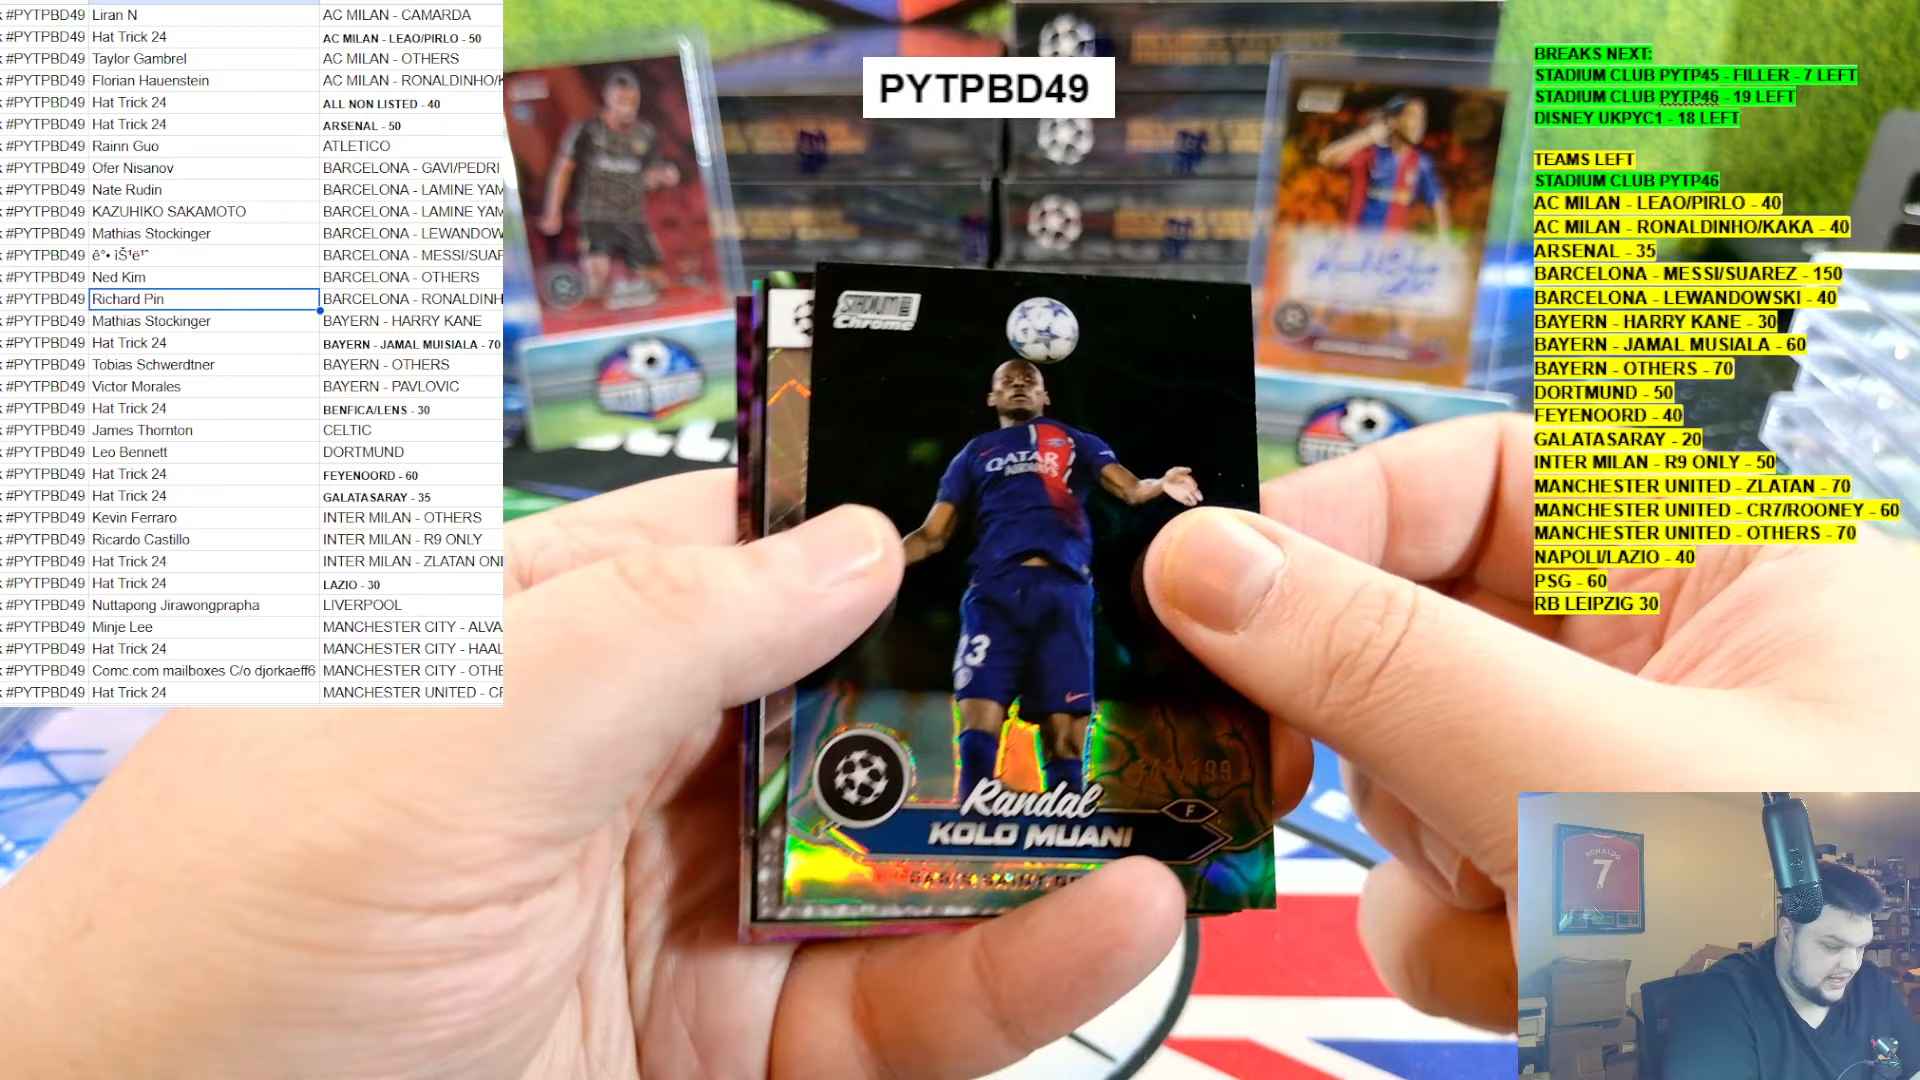 #PYTPBD49 Liran N AC MILAN - CAMARDA
#PYTPBD49 Hat Trick 24 AC MILAN - LEAO/PIRLO - 50
#PYTPBD49 Taylor Gambrel AC MILAN - OTHERS
#PYTPBD49 Florian Hauenstein AC MILAN - RONALDINHO/K
#PYTPBD49 Hat Trick 24 ALL NON LISTED - 40
#PYTPBD49 Hat Trick 24 ARSENAL - 50
#PYTPBD49 Rainn Guo ATLETICO
#PYTPBD49 Ofer Nisanov BARCELONA - GAVI/PEDRI
#PYTPBD49 Nate Rudin BARCELONA - LAMINE YAM
#PYTPBD49 KAZUHIKO SAKAMOTO BARCELONA - LAMINE YAM
#PYTPBD49 Mathias Stockinger BARCELONA - LEWANDOW
#PYTPBD49 BARCELONA - MESSI/SUAR
#PYTPBD49 Ned Kim BARCELONA - OTHERS
#PYTPBD49 Richard Pin BARCELONA - RONALDINH
#PYTPBD49 Mathias Stockinger BAYERN - HARRY KANE
#PYTPBD49 Hat Trick 24 BAYERN - JAMAL MUISIALA - 70
#PYTPBD49 Tobias Schwerdtner BAYERN - OTHERS
#PYTPBD49 Victor Morales BAYERN - PAVLOVIC
#PYTPBD49 Hat Trick 24 BENFICA/LENS - 30
#PYTPBD49 James Thornton CELTIC
#PYTPBD49 Leo Bennett DORTMUND
#PYTPBD49 Hat Trick 24 FEYENOORD - 60
#PYTPBD49 Hat Trick 24 GALATASARAY - 35
#PYTPBD49 Kevin Ferraro INTER MILAN - OTHERS
#PYTPBD49 Ricardo Castillo INTER MILAN - R9 ONLY
#PYTPBD49 Hat Trick 24 INTER MILAN - ZLATAN ONL
#PYTPBD49 Hat Trick 24 LAZIO - 30
#PYTPBD49 Nuttapong Jirawongprapha LIVERPOOL
#PYTPBD49 Minje Lee MANCHESTER CITY - ALVA
#PYTPBD49 Hat Trick 24 MANCHESTER CITY - HAAL
#PYTPBD49 Comc.com mailboxes C/o djorkaeff6 MANCHESTER CITY - OTHE
#PYTPBD49 Hat Trick 24 MANCHESTER UNITED - CR
PYTPBD49
STADIUM CLUB
Chrome
QATAR
AIRWAYS
23
/199
Randal
F
KOLO MUANI
BREAKS NEXT:
STADIUM CLUB PYTP45 - FILLER - 7 LEFT
STADIUM CLUB PYTP46 - 19 LEFT
DISNEY UKPYC1 - 18 LEFT
TEAMS LEFT
STADIUM CLUB PYTP46
AC MILAN - LEAO/PIRLO - 40
AC MILAN - RONALDINHO/KAKA - 40
ARSENAL - 35
BARCELONA - MESSI/SUAREZ - 150
BARCELONA - LEWANDOWSKI - 40
BAYERN - HARRY KANE - 30
BAYERN - JAMAL MUSIALA - 60
BAYERN - OTHERS - 70
DORTMUND - 50
FEYENOORD - 40
GALATASARAY - 20
INTER MILAN - R9 ONLY - 50
MANCHESTER UNITED - ZLATAN - 70
MANCHESTER UNITED - CR7/ROONEY - 60
MANCHESTER UNITED - OTHERS - 70
NAPOLI/LAZIO - 40
PSG - 60
RB LEIPZIG 30
RONALDO
7